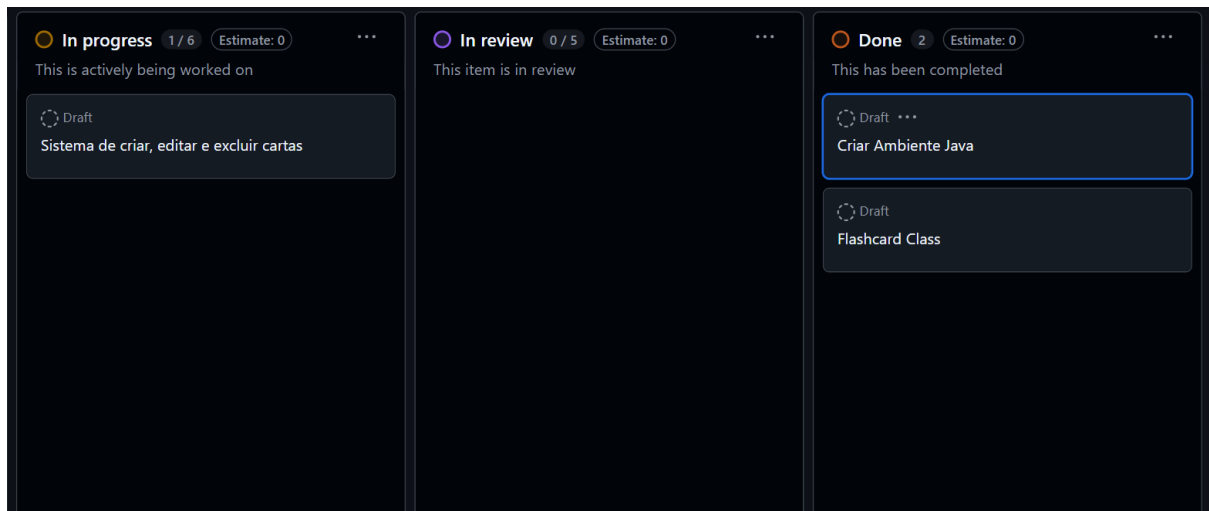 In progress 1 / 6 Estimate: 0
This is actively being worked on
Draft
Sistema de criar, editar e excluir cartas
In review 0 / 5 Estimate: 0
This item is in review
Done 2 Estimate: 0
This has been completed
Draft
Criar Ambiente Java
Draft
Flashcard Class